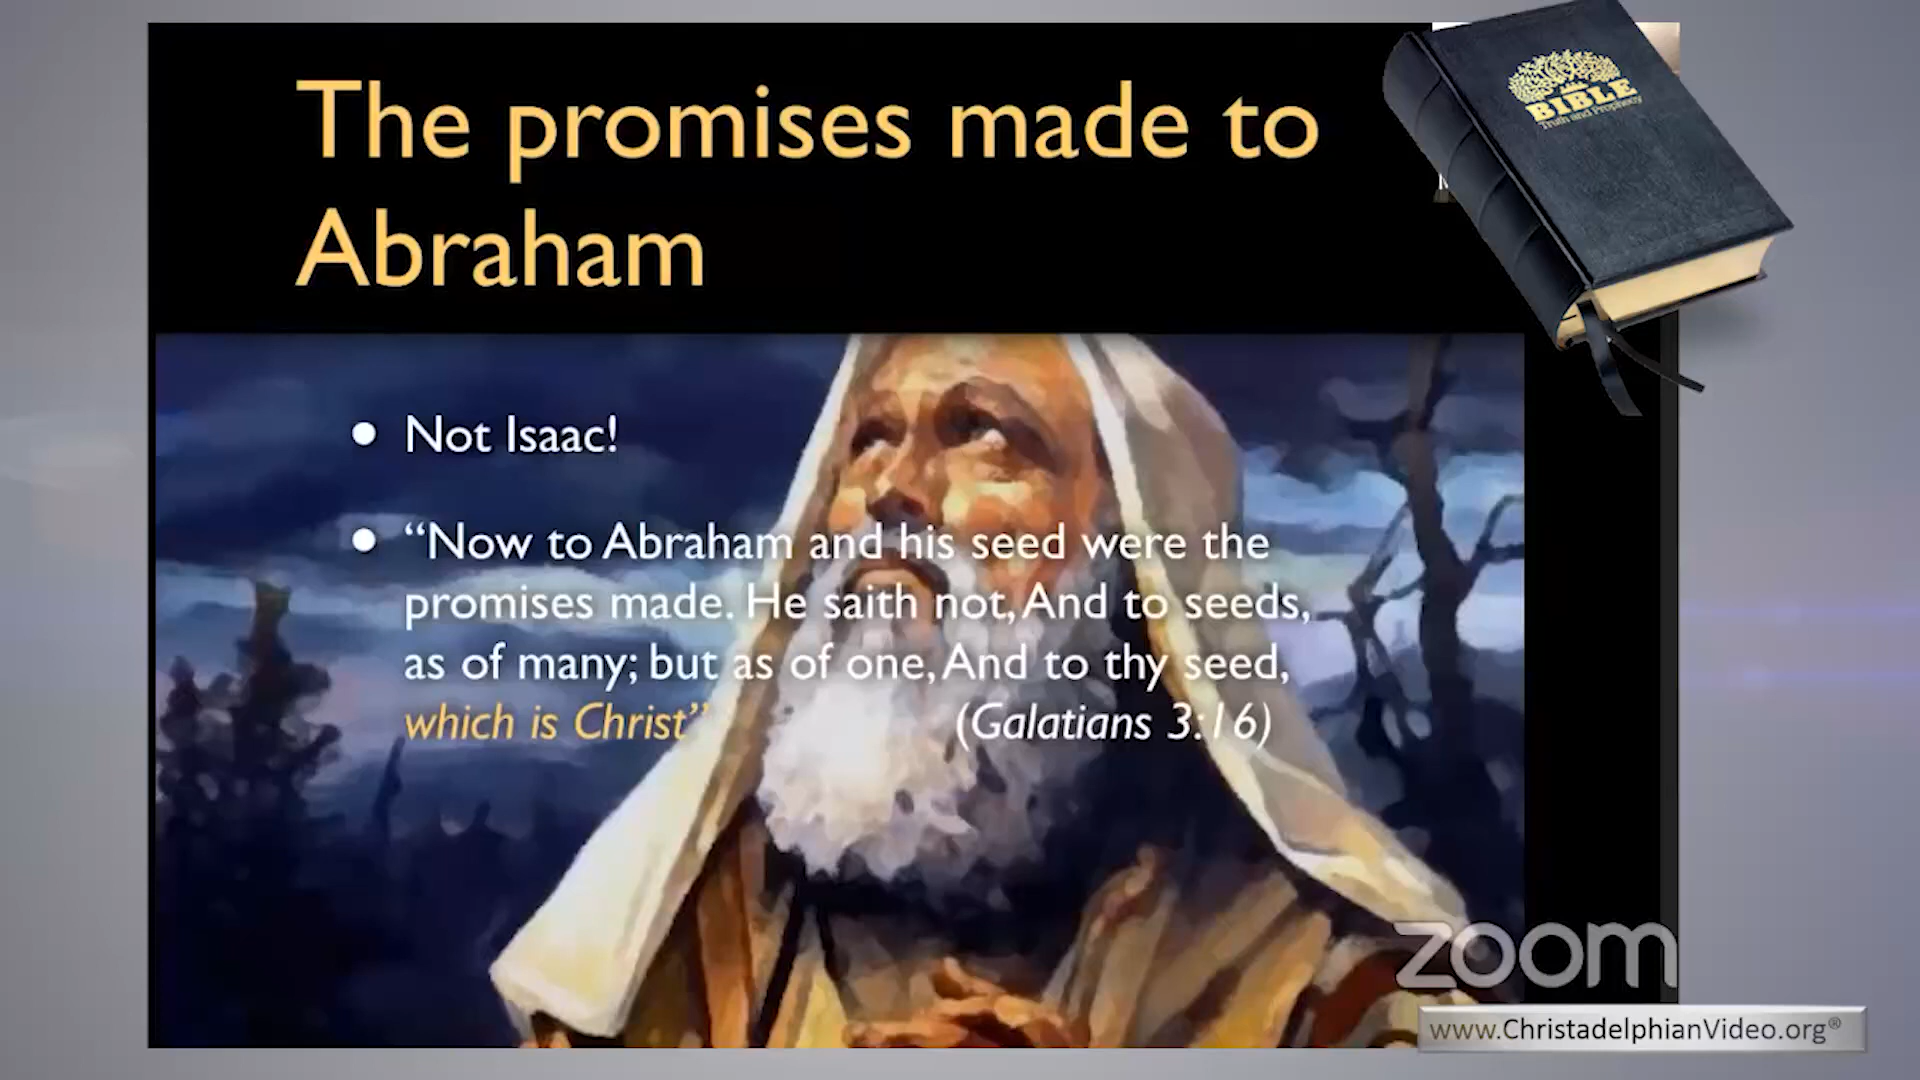 The promises made to
Abraham
BIBLE
Truth and Prophecy
• Not Isaac!
• “Now to Abraham and his seed were the
promises made. He saith not, And to seeds,
as of many; but as of one, And to thy seed,
which is Christ” (Galatians 3:16)
zoom
www.ChristadelphianVideo.org®